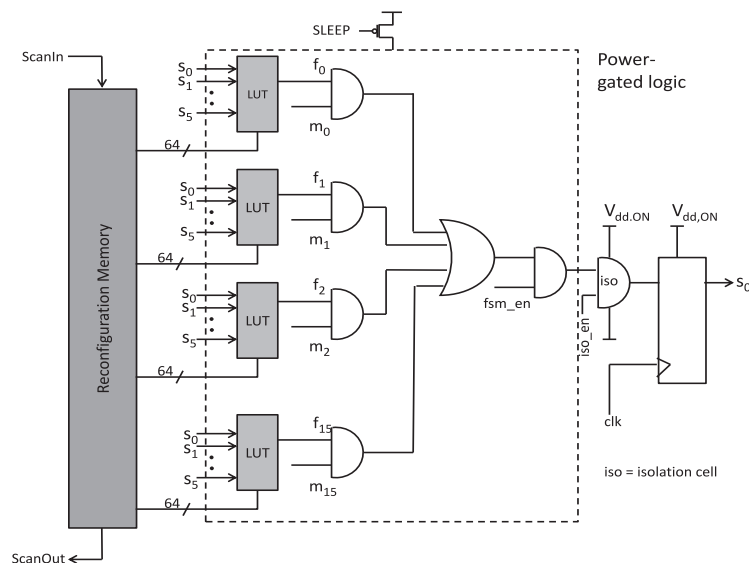 SLEEP
ScanIn
Power-
gated logic
s0
s1
s5
LUT
f0
m0
64
s0
s1
s5
LUT
f1
m1
64
Vdd.ON
Vdd,ON
iso
s0
fsm_en
iso_en
Reconfiguration Memory
s0
s1
s5
LUT
f2
m2
64
clk
s0
s1
s5
LUT
f15
m15
64
iso = isolation cell
ScanOut